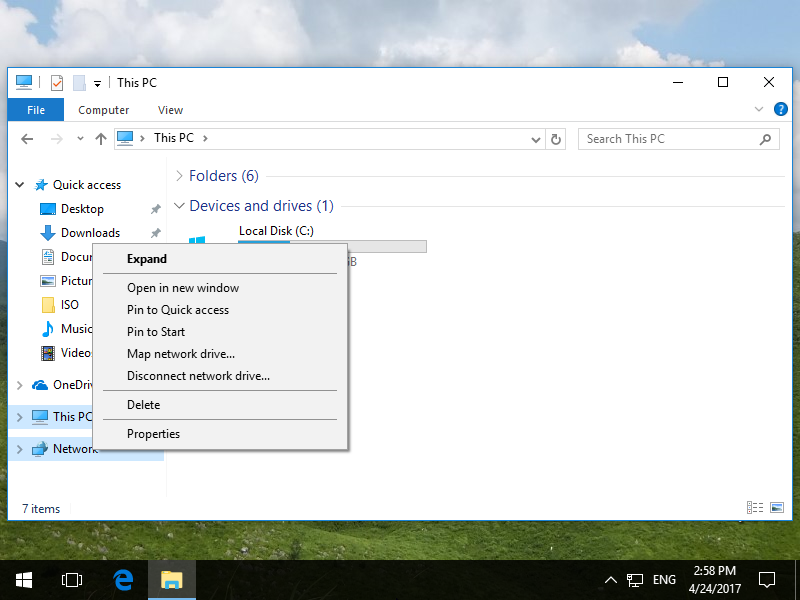 This PC
File
Computer
View
This PC
Search This PC
Quick access
Desktop
Downloads
Docu
Pictur
ISO
Music
Videos
OneDriv
This PC
Network
Folders (6)
Devices and drives (1)
Local Disk (C:)
GB
Expand
Open in new window
Pin to Quick access
Pin to Start
Map network drive...
Disconnect network drive...
Delete
Properties
7 items
ENG
2:58 PM
4/24/2017